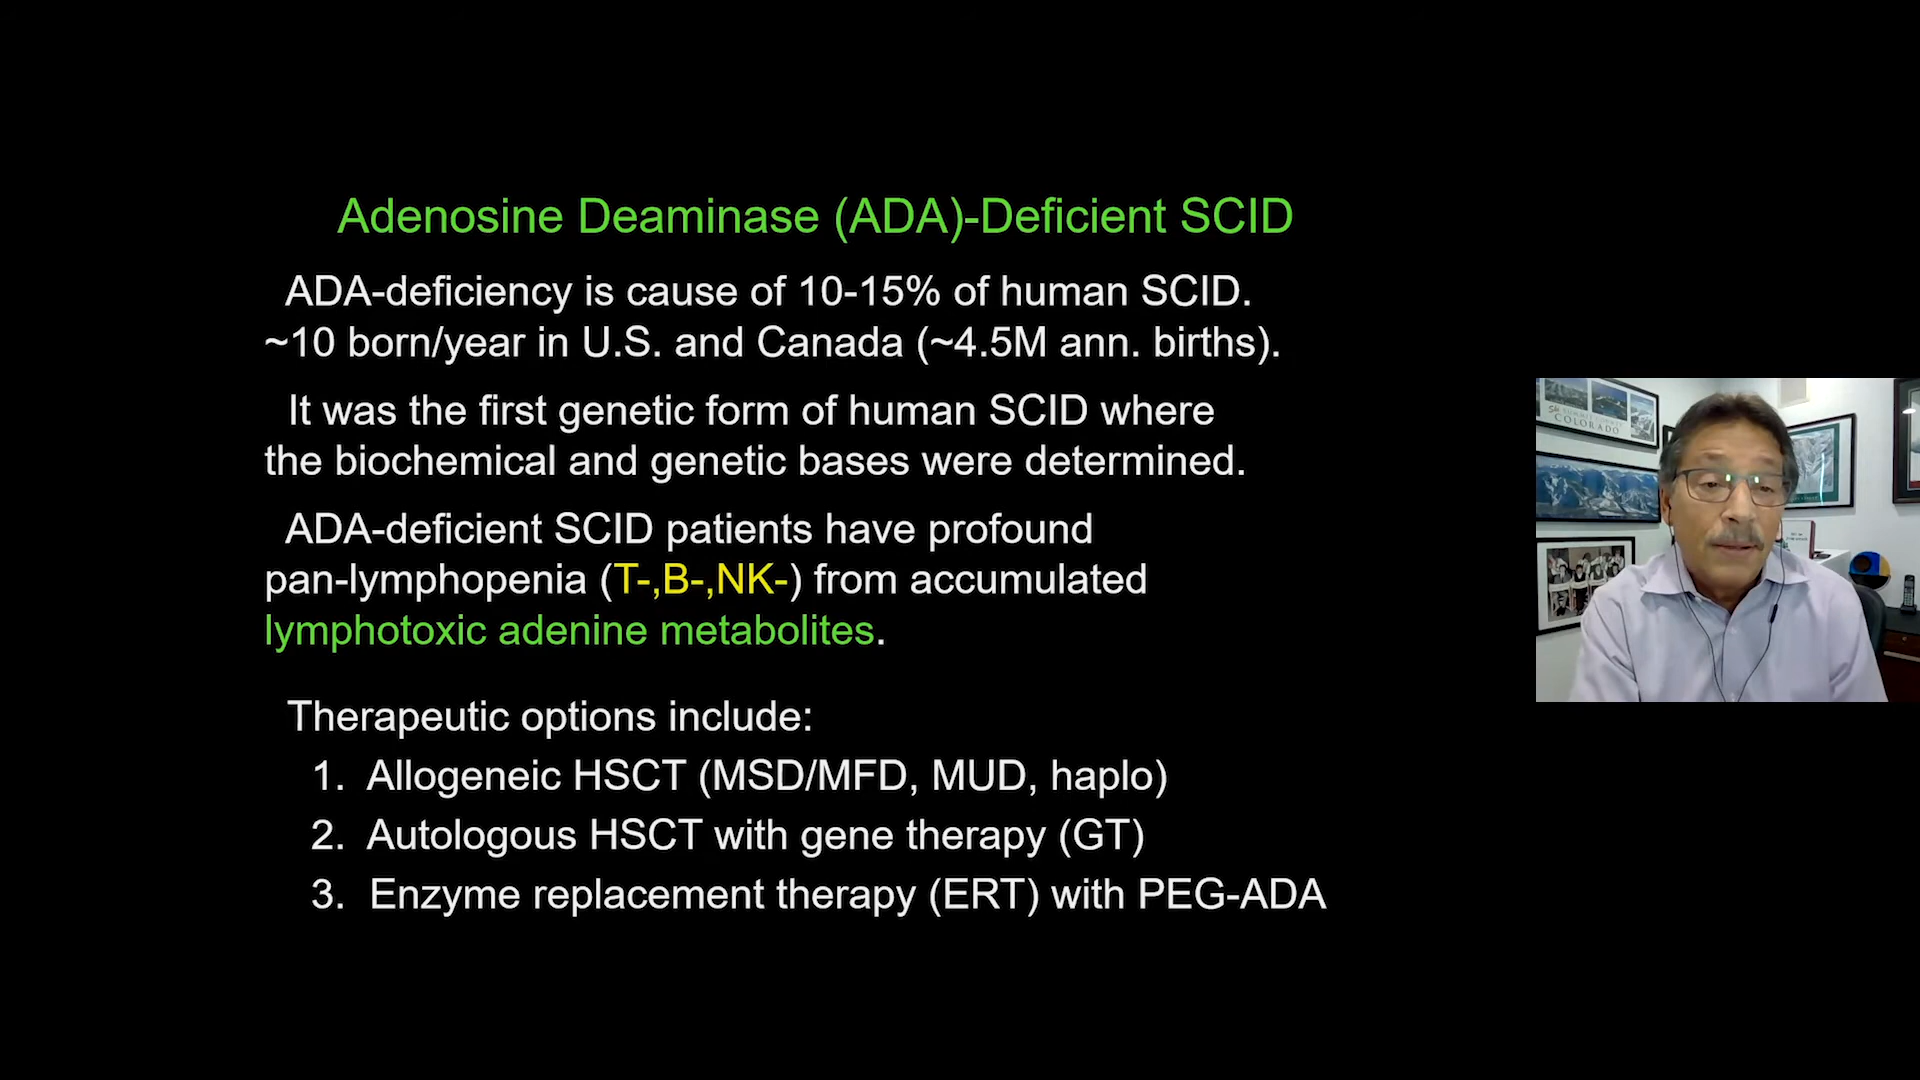 Adenosine Deaminase (ADA)-Deficient SCID
ADA-deficiency is cause of 10-15% of human SCID.
~10 born/year in U.S. and Canada (~4.5M ann. births).
It was the first genetic form of human SCID where
the biochemical and genetic bases were determined.
ADA-deficient SCID patients have profound
pan-lymphopenia (T-,B-,NK-) from accumulated
lymphotoxic adenine metabolites.
Therapeutic options include:
1. Allogeneic HSCT (MSD/MFD, MUD, haplo)
2. Autologous HSCT with gene therapy (GT)
3. Enzyme replacement therapy (ERT) with PEG-ADA
SUMMIT
COLORADO